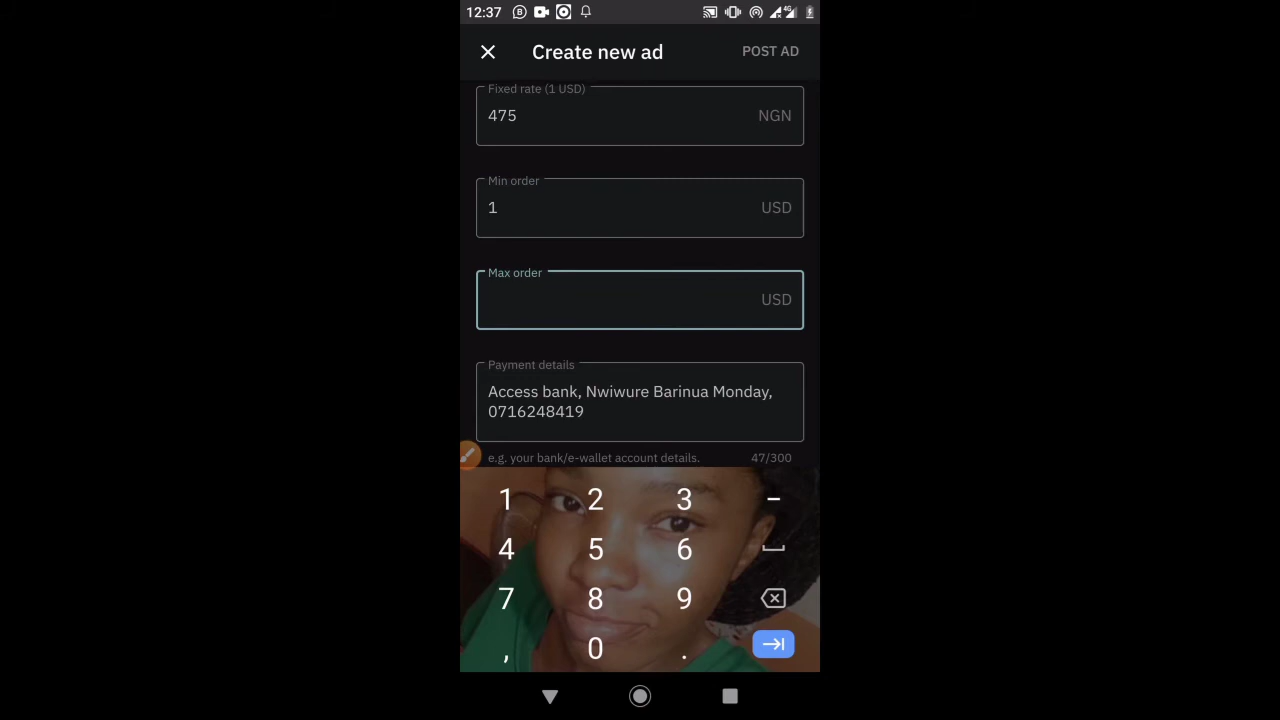 12:37
4G
Create new ad
POST AD
Fixed rate (1 USD)
475 NGN
Min order
1 USD
Max order
USD
Payment details
Access bank, Nwiwure Barinua Monday,
0716248419
e.g. your bank/e-wallet account details. 47/300
1 2 3 -
4 5 6
7 8 9
, 0 .